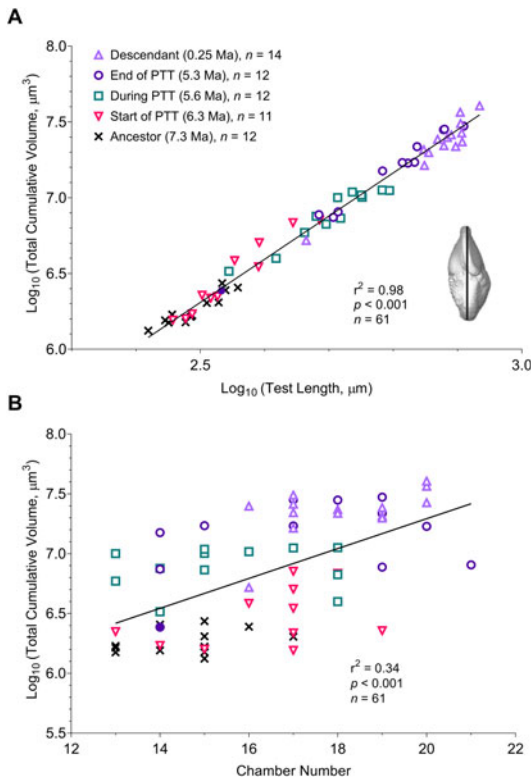 A
Log10 (Total Cumulative Volume, μm3)
8.0
7.5
7.0
6.5
6.0
Descendant (0.25 Ma), n = 14
End of PTT (5.3 Ma), n = 12
During PTT (5.6 Ma), n = 12
Start of PTT (6.3 Ma), n = 11
Ancestor (7.3 Ma), n = 12
r2 = 0.98
p < 0.001
n = 61
2.5
3.0
Log10 (Test Length, μm)
B
Log10 (Total Cumulative Volume, μm3)
8.0
7.5
7.0
6.5
6.0
5.5
r2 = 0.34
p < 0.001
n = 61
12
14
16
18
20
22
Chamber Number